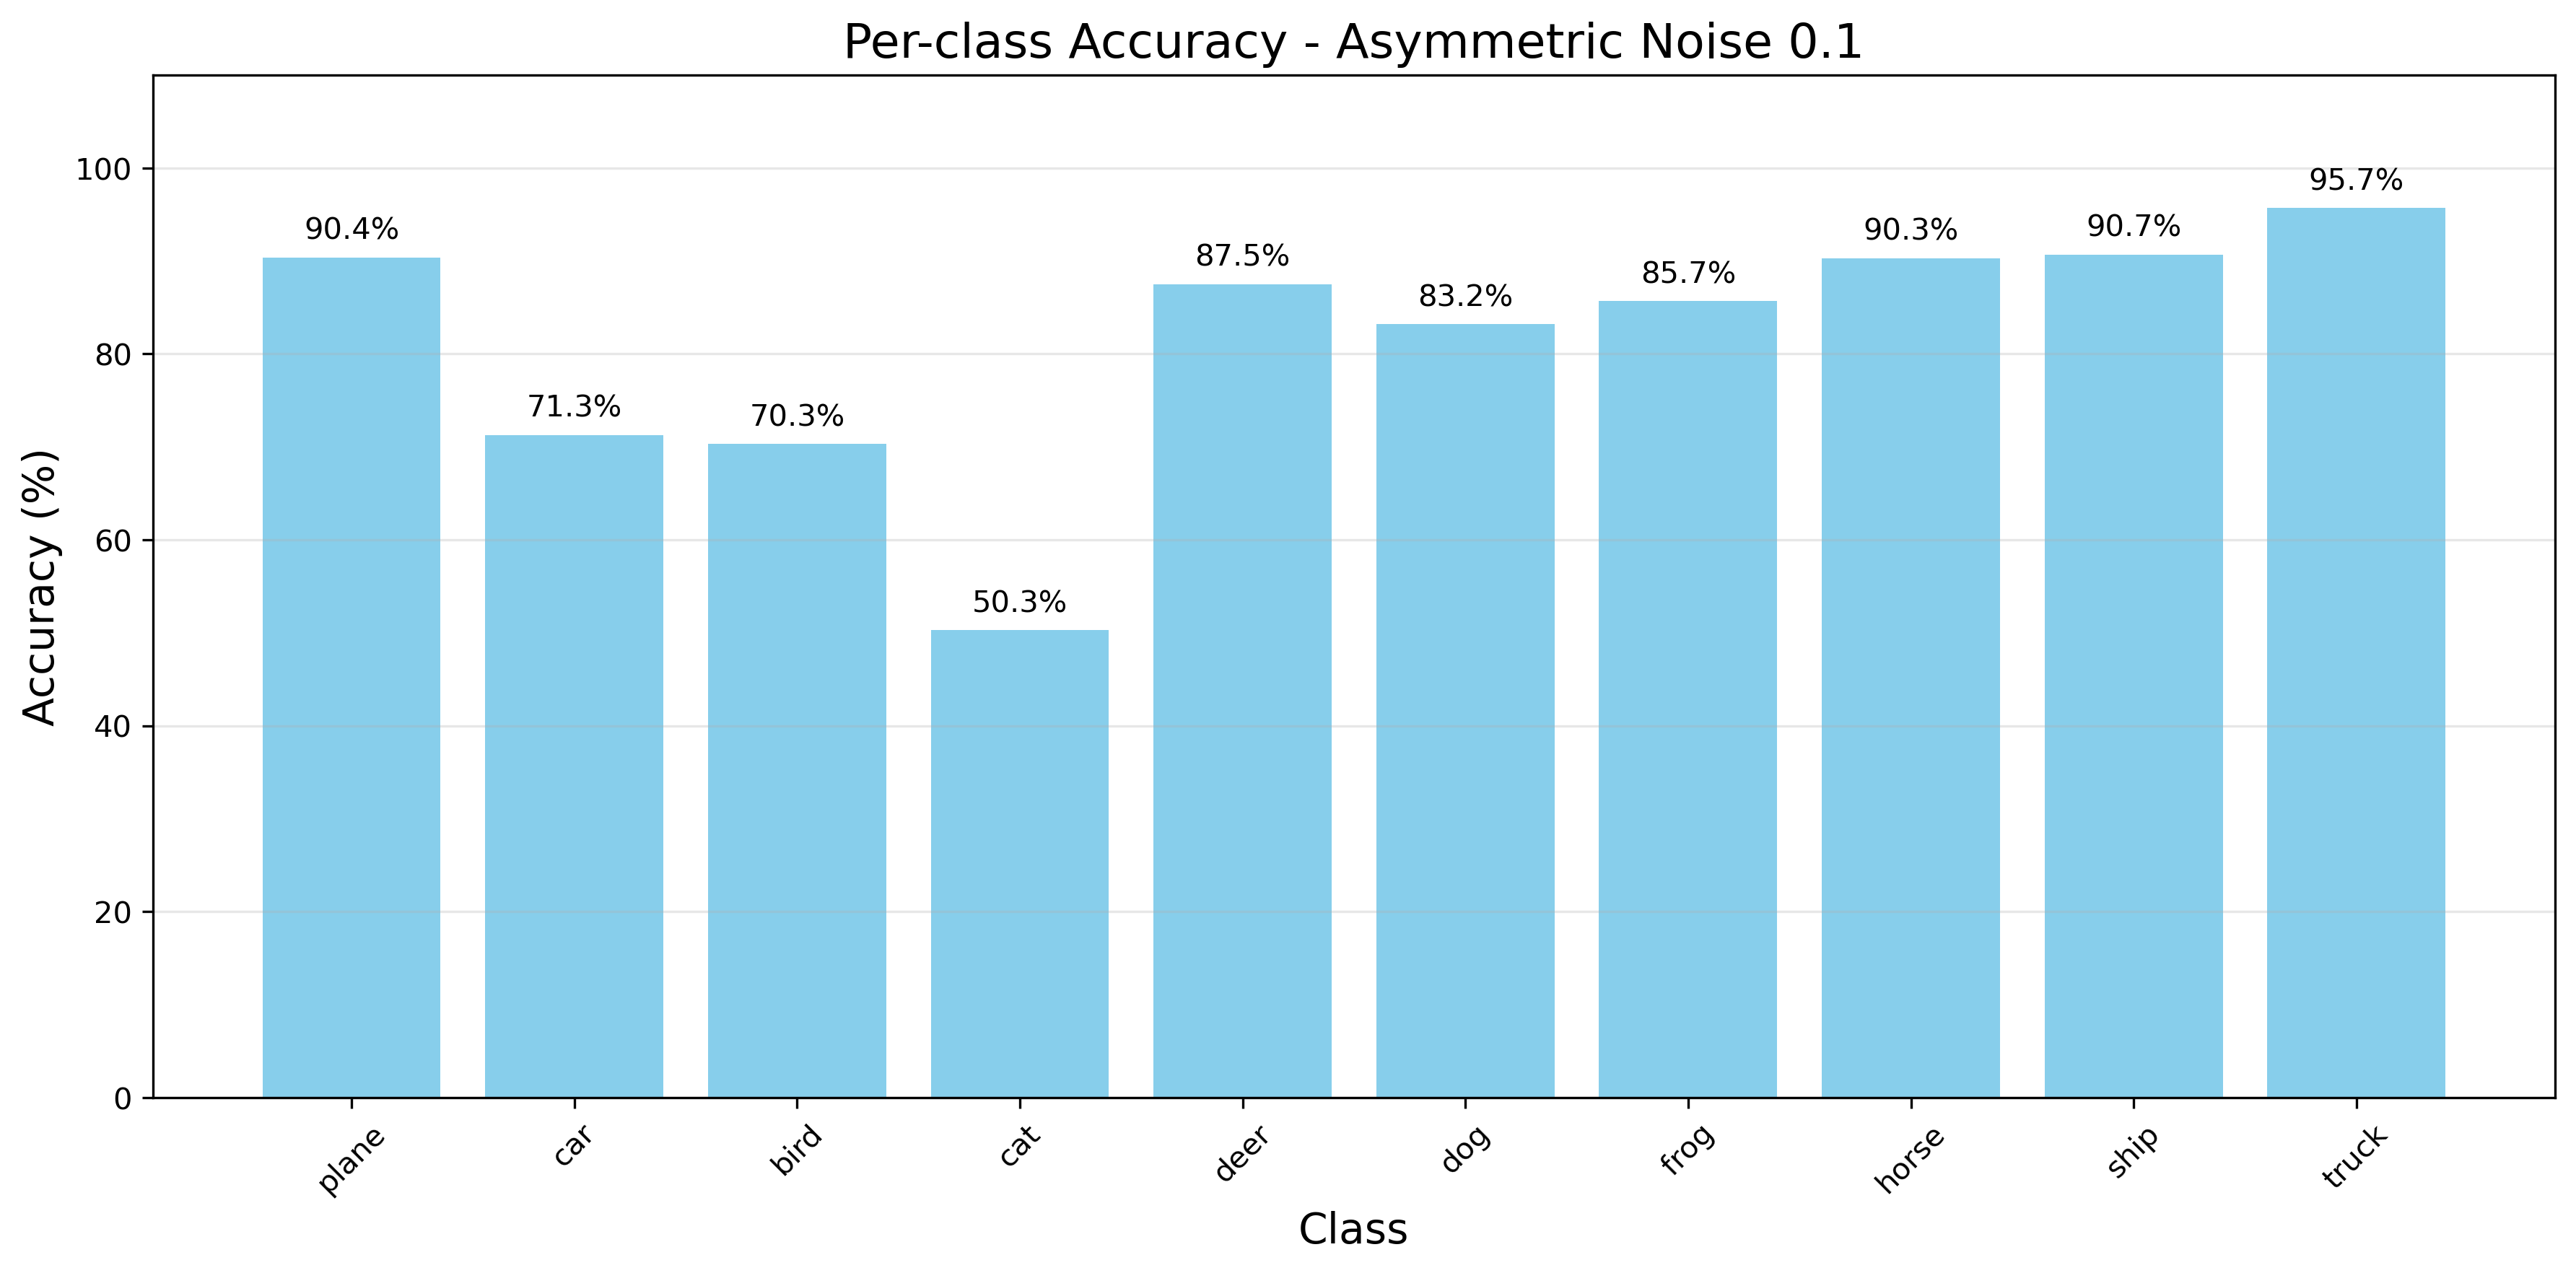 Per-class Accuracy - Asymmetric Noise 0.1
Accuracy (%)
100
80
60
40
20
0
90.4%
71.3%
70.3%
50.3%
87.5%
83.2%
85.7%
90.3%
90.7%
95.7%
plane
car
bird
cat
deer
dog
frog
horse
ship
truck
Class